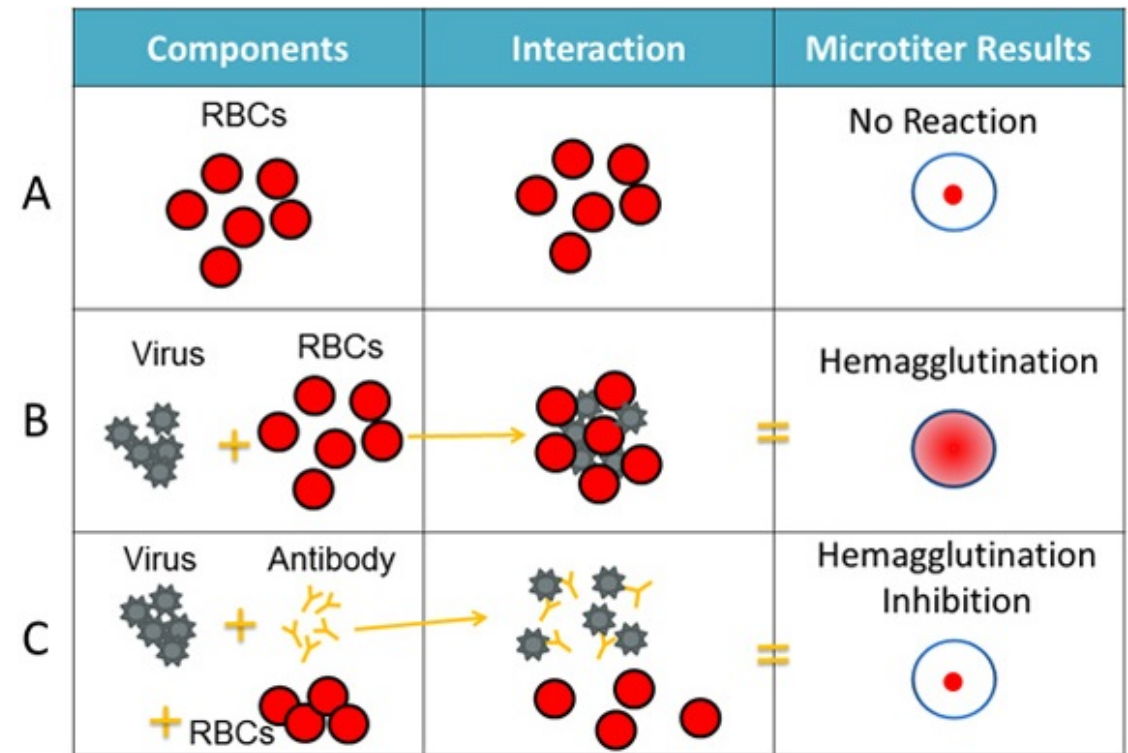 Components Interaction Microtiter Results
A
RBCs
No Reaction
B
Virus
+
RBCs
=
Hemagglutination
C
Virus
+
Antibody
+
RBCs
=
Hemagglutination
Inhibition